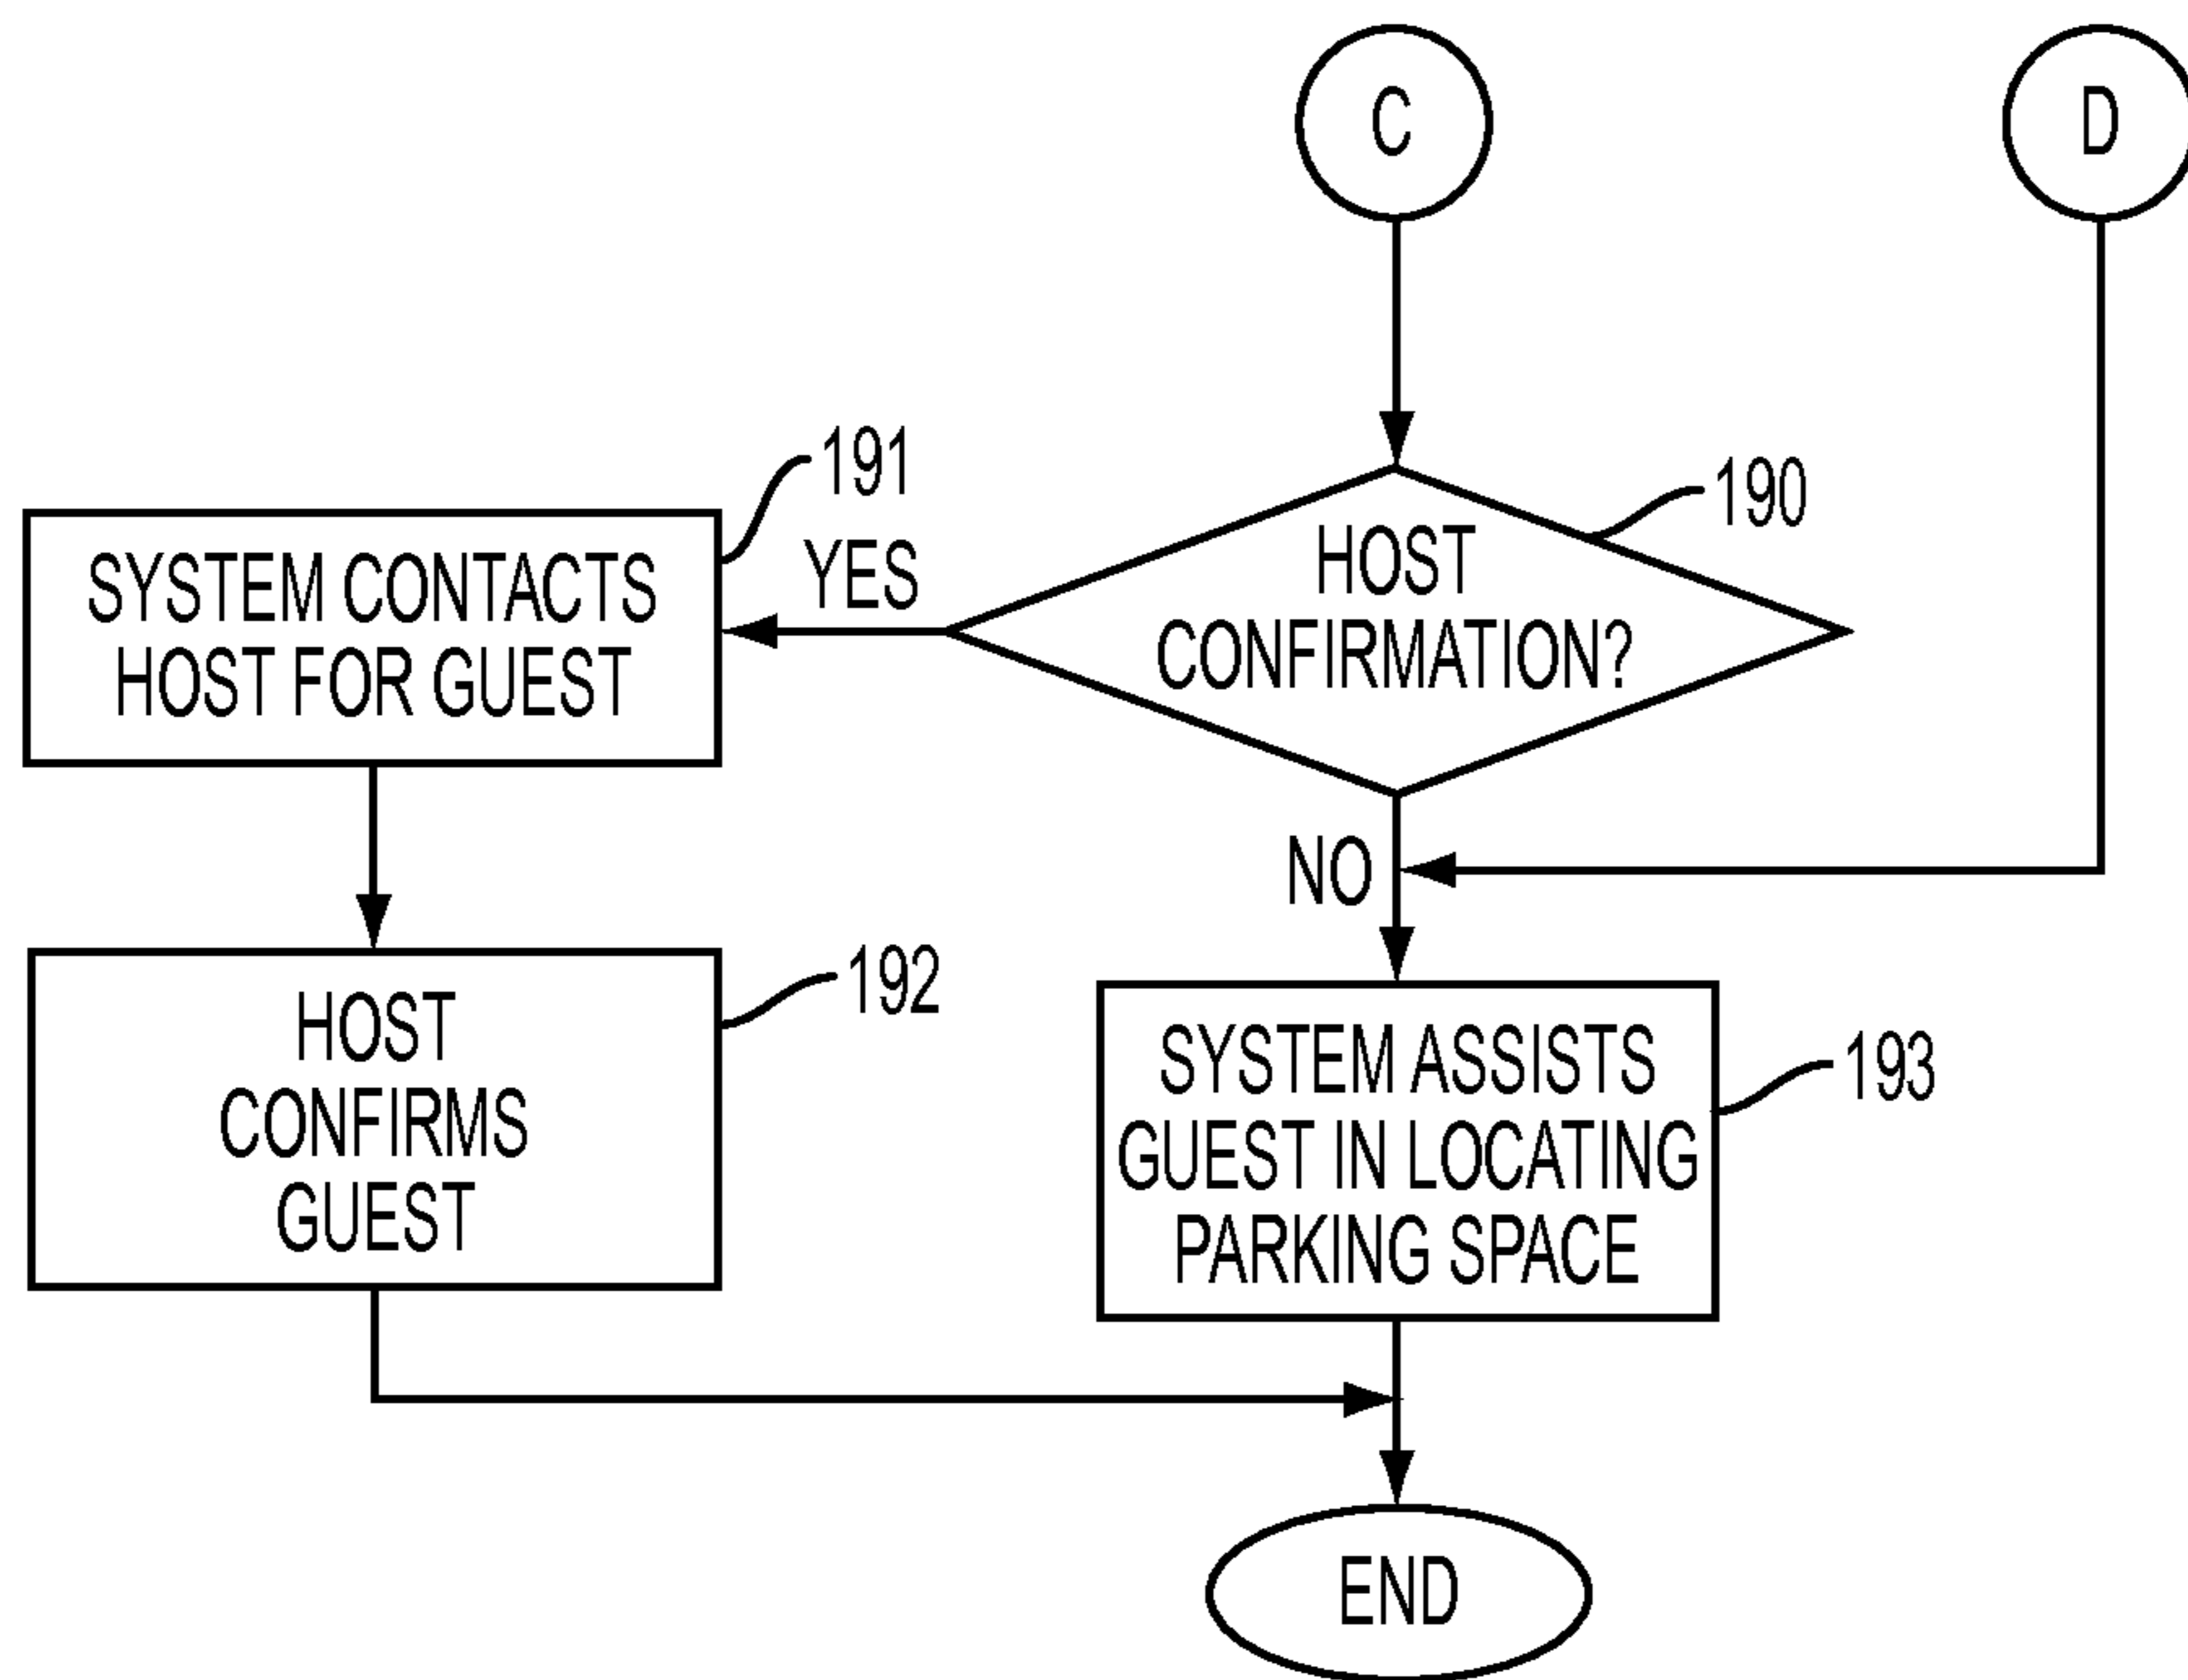 C
D
190
HOST
CONFIRMATION?
YES
NO
191
SYSTEM CONTACTS
HOST FOR GUEST
192
HOST
CONFIRMS
GUEST
193
SYSTEM ASSISTS
GUEST IN LOCATING
PARKING SPACE
END